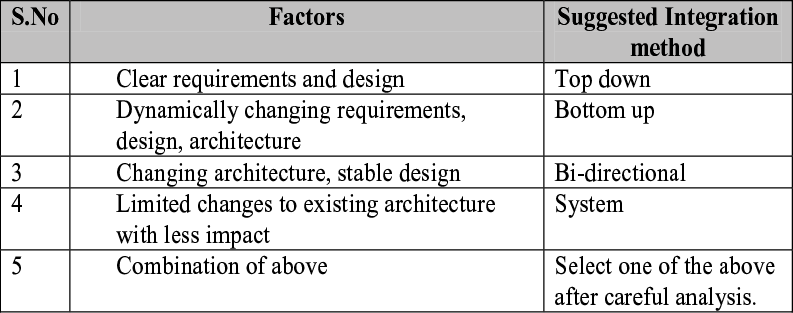 S.No Factors Suggested Integration
method
1 Clear requirements and design Top down
2 Dynamically changing requirements, Bottom up
design, architecture
3 Changing architecture, stable design Bi-directional
4 Limited changes to existing architecture System
with less impact
5 Combination of above Select one of the above
after careful analysis.